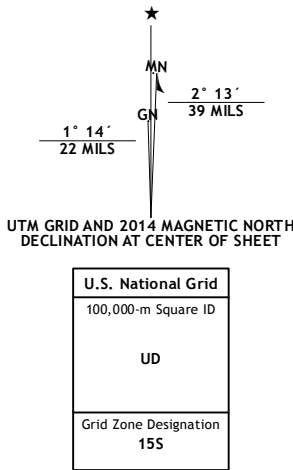 MN
2° 13´
39 MILS
GN
1° 14´
22 MILS
UTM GRID AND 2014 MAGNETIC NORTH
DECLINATION AT CENTER OF SHEET
U.S. National Grid
100,000-m Square ID
UD
Grid Zone Designation
15S